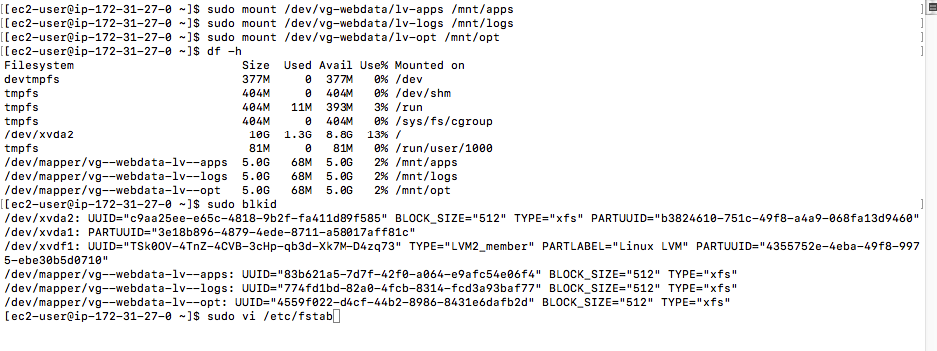 [[ec2-user@ip-172-31-27-0 ~]$ sudo mount /dev/vg-webdata/lv-apps /mnt/apps ]
[[ec2-user@ip-172-31-27-0 ~]$ sudo mount /dev/vg-webdata/lv-logs /mnt/logs ]
[[ec2-user@ip-172-31-27-0 ~]$ sudo mount /dev/vg-webdata/lv-opt /mnt/opt ]
[[ec2-user@ip-172-31-27-0 ~]$ df -h ]
Filesystem Size Used Avail Use% Mounted on
devtmpfs 377M 0 377M 0% /dev
tmpfs 404M 0 404M 0% /dev/shm
tmpfs 404M 11M 393M 3% /run
tmpfs 404M 0 404M 0% /sys/fs/cgroup
/dev/xvda2 10G 1.3G 8.8G 13% /
tmpfs 81M 0 81M 0% /run/user/1000
/dev/mapper/vg--webdata-lv--apps 5.0G 68M 5.0G 2% /mnt/apps
/dev/mapper/vg--webdata-lv--logs 5.0G 68M 5.0G 2% /mnt/logs
/dev/mapper/vg--webdata-lv--opt 5.0G 68M 5.0G 2% /mnt/opt
[[ec2-user@ip-172-31-27-0 ~]$ sudo blkid ]
/dev/xvda2: UUID="c9aa25ee-e65c-4818-9b2f-fa411d89f585" BLOCK_SIZE="512" TYPE="xfs" PARTUUID="b3824610-751c-49f8-a4a9-068fa13d9460"
/dev/xvda1: PARTUUID="3e18b896-4879-4ede-8711-a58017aff81c"
/dev/xvdf1: UUID="TSk0OV-4TnZ-4CVB-3cHp-qb3d-Xk7M-D4zq73" TYPE="LVM2_member" PARTLABEL="Linux LVM" PARTUUID="4355752e-4eba-49f8-997
5-ebe30b5d0710"
/dev/mapper/vg--webdata-lv--apps: UUID="83b621a5-7d7f-42f0-a064-e9afc54e06f4" BLOCK_SIZE="512" TYPE="xfs"
/dev/mapper/vg--webdata-lv--logs: UUID="774fd1bd-82a0-4fcb-8314-fcd3a93baf77" BLOCK_SIZE="512" TYPE="xfs"
/dev/mapper/vg--webdata-lv--opt: UUID="4559f022-d4cf-44b2-8986-8431e6dafb2d" BLOCK_SIZE="512" TYPE="xfs"
[ec2-user@ip-172-31-27-0 ~]$ sudo vi /etc/fstab